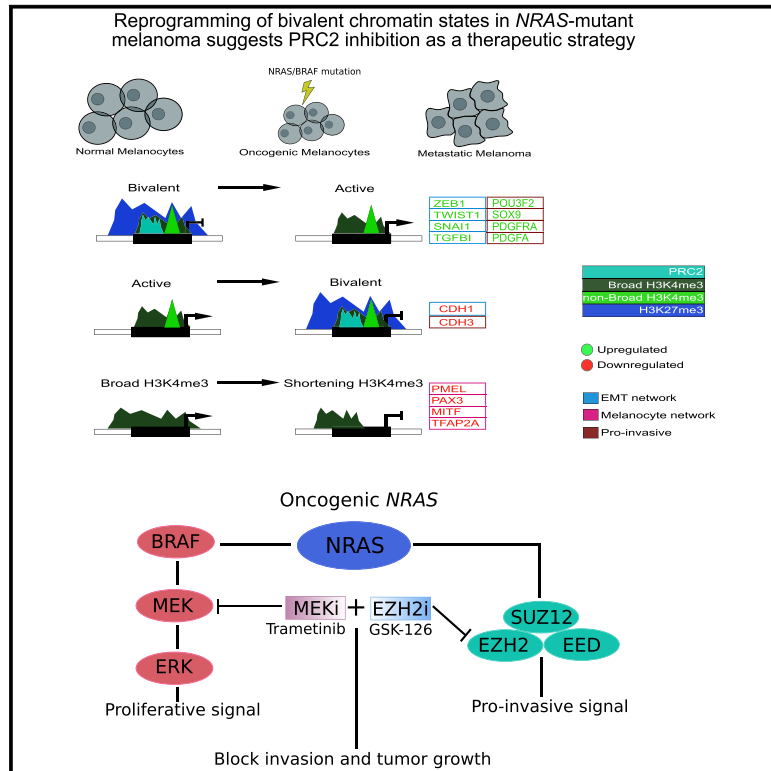 Reprogramming of bivalent chromatin states in NRAS-mutant
melanoma suggests PRC2 inhibition as a therapeutic strategy
NRAS/BRAF mutation
Normal Melanocytes
Oncogenic Melanocytes
Metastatic Melanoma
Bivalent
Active
ZEB1
POU3F2
TWIST1
SOX9
SNAI1
PDGFRA
TGFBI
PDGFA
Active
Bivalent
CDH1
CDH3
Broad H3K4me3
Shortening H3K4me3
PMEL
PAX3
MITF
TFAP2A
PRC2
Broad H3K4me3
non-Broad H3K4me3
H3K27me3
Upregulated
Downregulated
EMT network
Melanocyte network
Pro-invasive
Oncogenic NRAS
BRAF
NRAS
MEK
MEKi
+
EZH2i
Trametinib
GSK-126
SUZ12
EZH2
EED
ERK
Proliferative signal
Pro-invasive signal
Block invasion and tumor growth